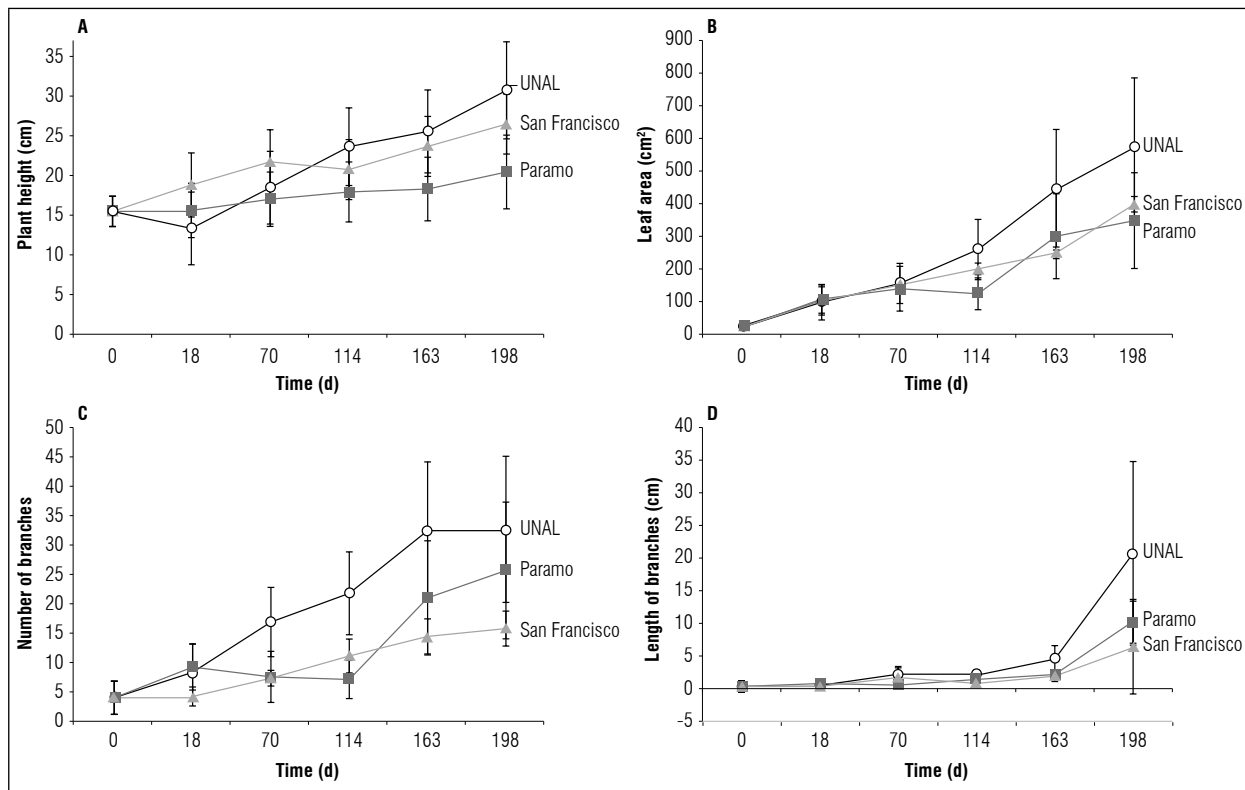 A
Plant height (cm)
35
30
25
20
15
10
5
0
0 18 70 114 163 198
Time (d)
UNAL
San Francisco
Paramo
B
Leaf area (cm²)
900
800
700
600
500
400
300
200
100
0
0 18 70 114 163 198
Time (d)
UNAL
San Francisco
Paramo
C
Number of branches
50
45
40
35
30
25
20
15
10
5
0
0 18 70 114 163 198
Time (d)
UNAL
Paramo
San Francisco
D
Length of branches (cm)
40
35
30
25
20
15
10
5
0
–5
0 18 70 114 163 198
Time (d)
UNAL
Paramo
San Francisco